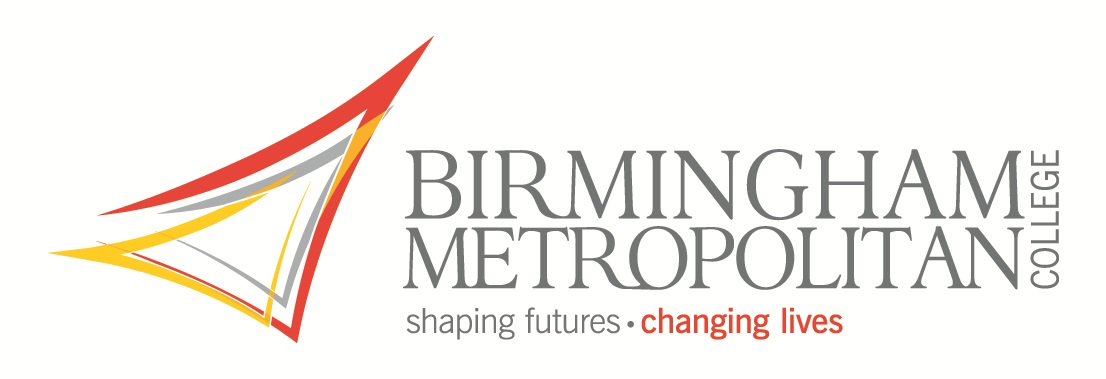 BIRMINGHAM
METROPOLITAN
COLLEGE
shaping futures • changing lives